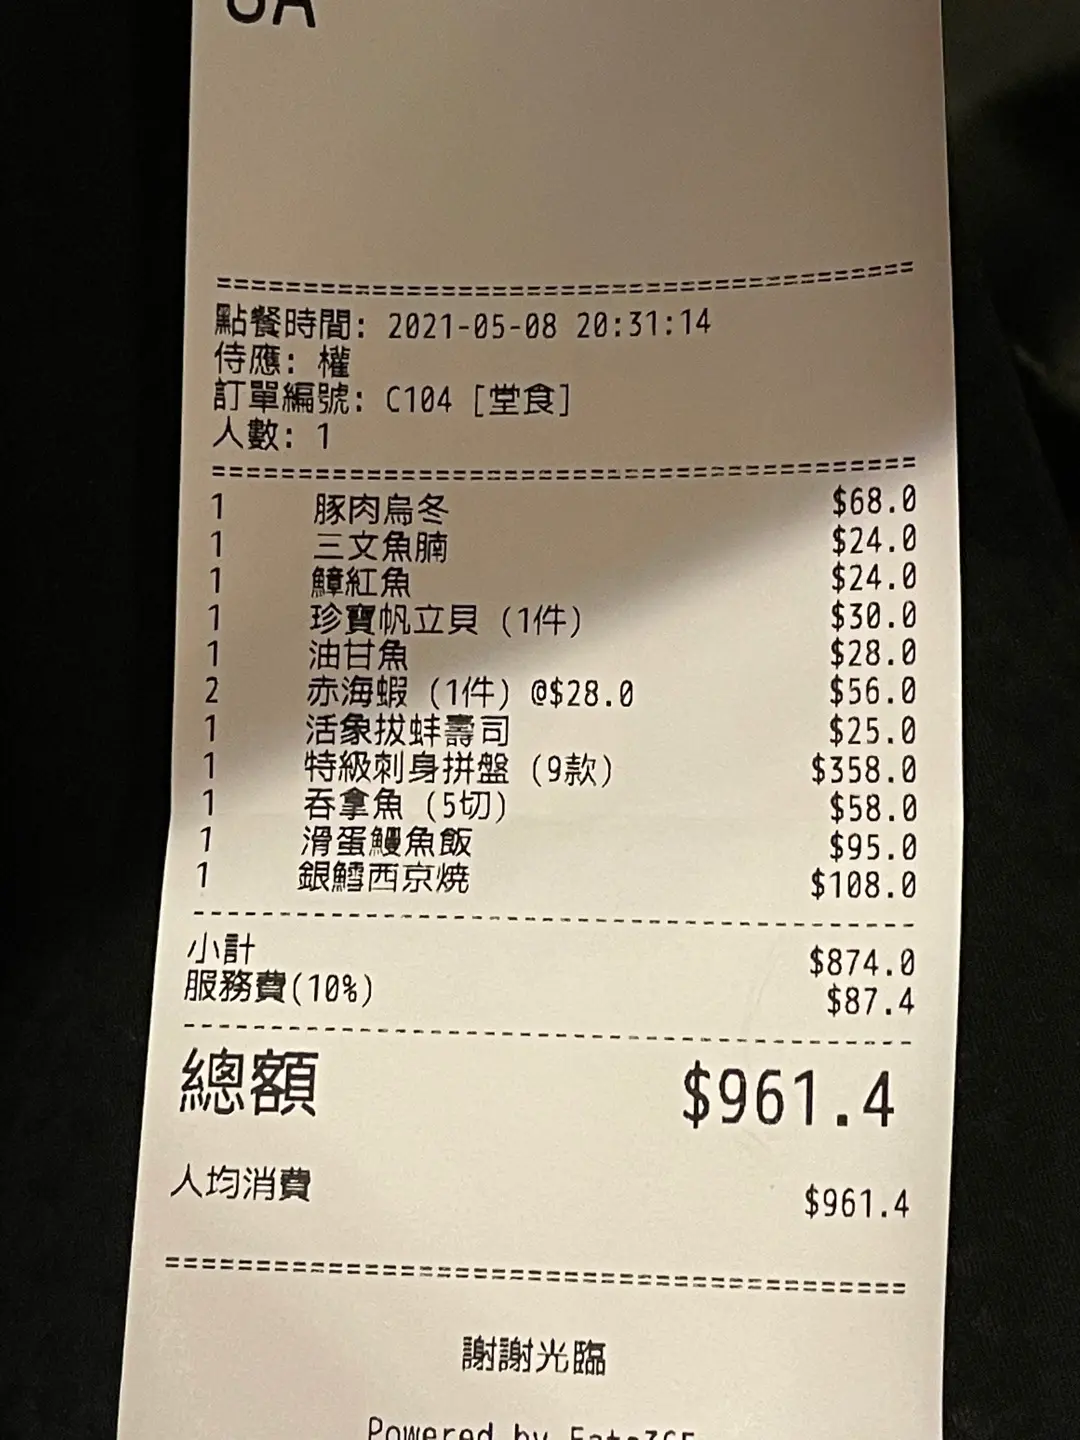 點餐時間: 2021-05-08 20:31:14
侍應: 權
訂單編號: C104 [堂食]
人數: 1
1 豚肉烏冬 $68.0
1 三文魚腩 $24.0
1 鱆紅魚 $24.0
1 珍寶帆立貝 (1件) $30.0
1 油甘魚 $28.0
2 赤海蝦 (1件) @$28.0 $56.0
1 活象拔蚌壽司 $25.0
1 特級刺身拼盤 (9款) $358.0
1 吞拿魚 (5切) $58.0
1 滑蛋鰻魚飯 $95.0
1 銀鱈西京燒 $108.0
小計 $874.0
服務費(10%) $87.4
總額 $961.4
人均消費 $961.4
謝謝光臨
Powered by Eats365